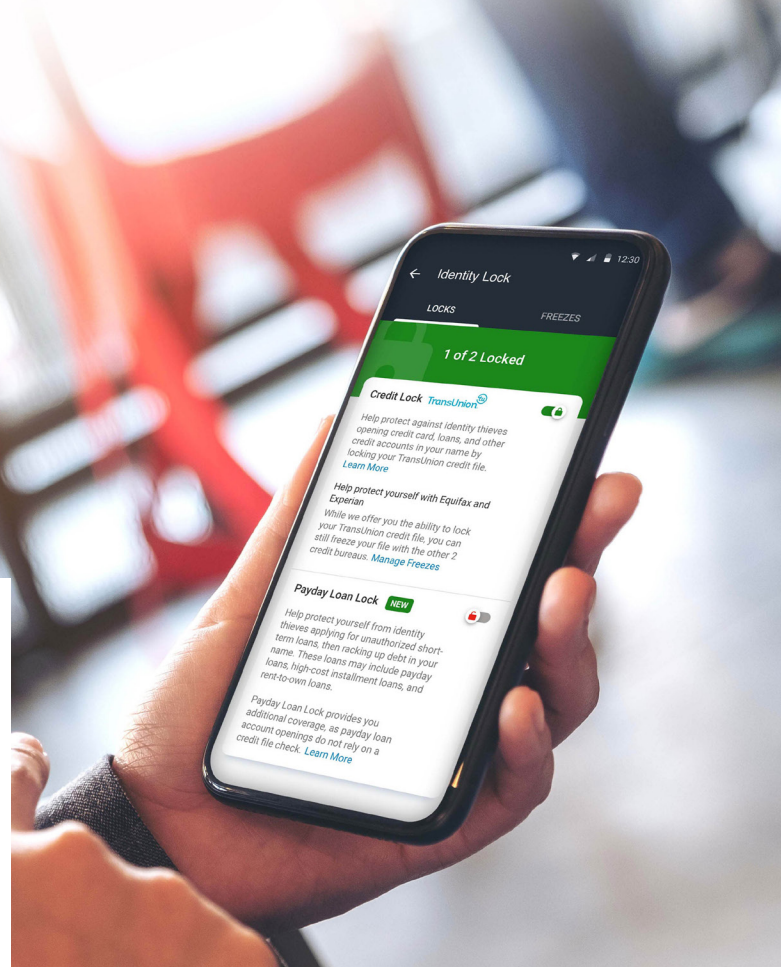 12:30
Identity Lock
LOCKS
FREEZES
1 of 2 Locked
Credit Lock TransUnion tu
Help protect against identity thieves
opening credit card, loans, and other
credit accounts in your name by
locking your TransUnion credit file.
Learn More
Help protect yourself with Equifax and
Experian
While we offer you the ability to lock
your TransUnion credit file, you can
still freeze your file with the other 2
credit bureaus. Manage Freezes
Payday Loan Lock NEW
Help protect yourself from identity
thieves applying for unauthorized short-
term loans, then racking up debt in your
name. These loans may include payday
loans, high-cost installment loans, and
rent-to-own loans.
Payday Loan Lock provides you
additional coverage, as payday loan
account openings do not rely on a
credit file check. Learn More